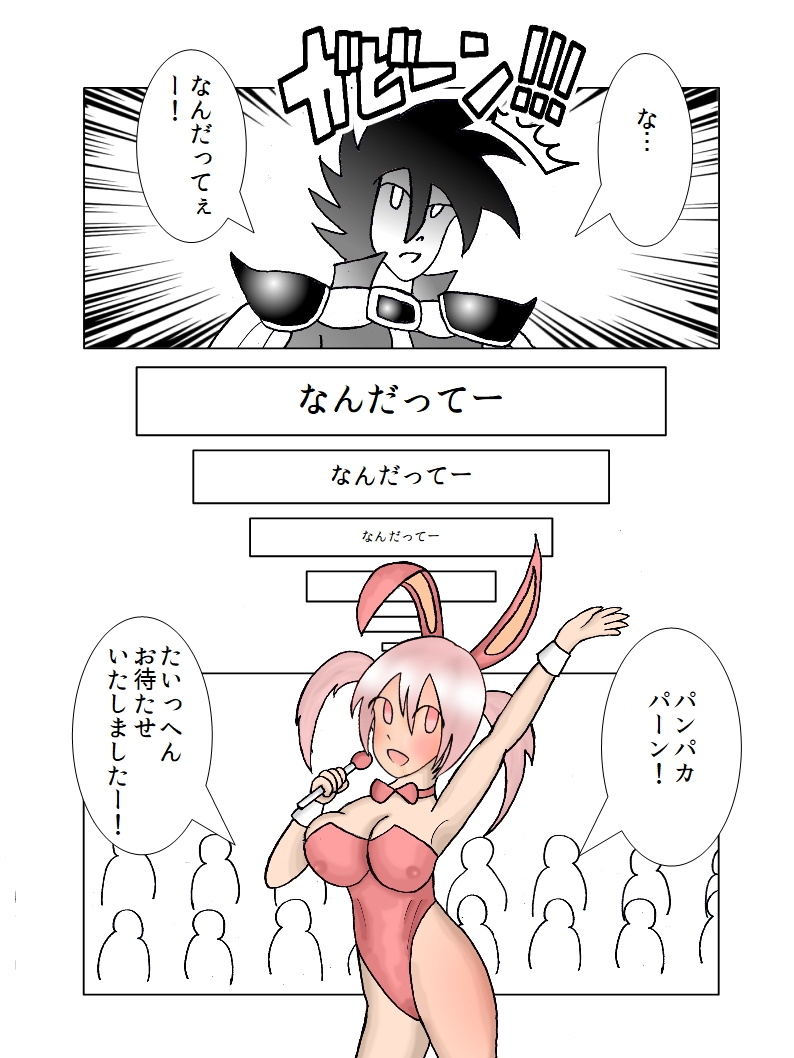 ガビーン!!!
な…
なんだってぇ
ー!
なんだってー
なんだってー
なんだってー
パンパカ
パーン!
たいっへん
お待たせ
いたしましたー!